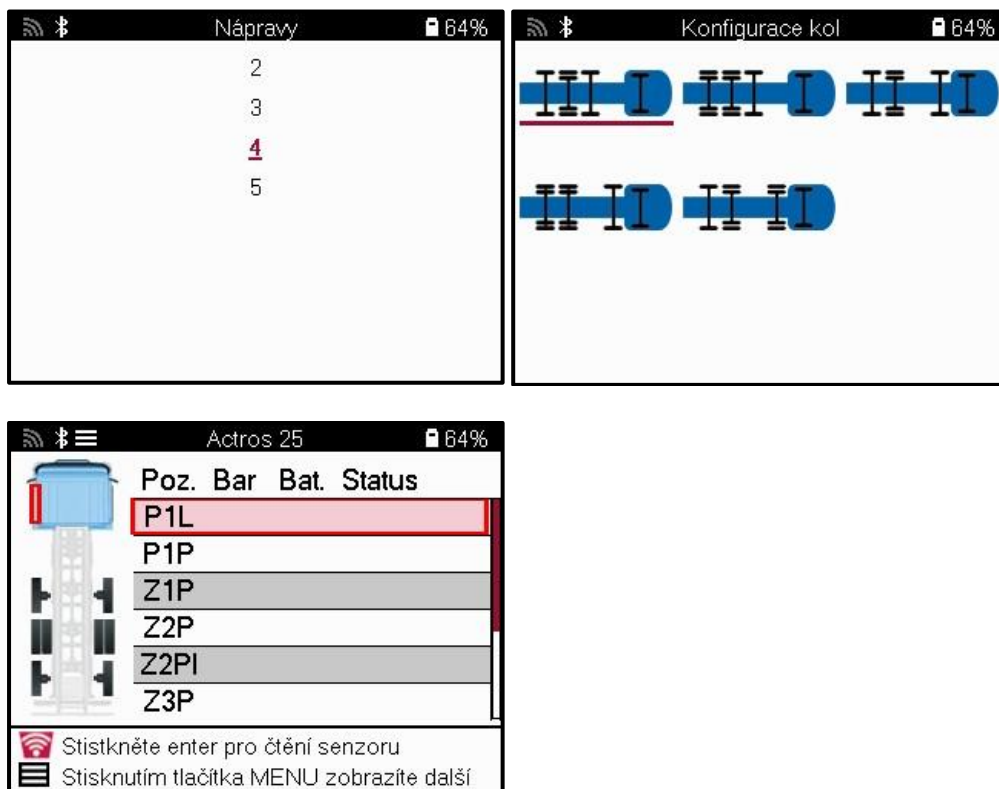 Nápravy 64%
2
3
4
5
Konfigurace kol 64%
Actros 25 64%
Poz. Bar Bat. Status
P1L
P1P
Z1P
Z2P
Z2PI
Z3P
Stistkněte enter pro čtění senzoru
Stisknutím tlačítka MENU zobrazíte další